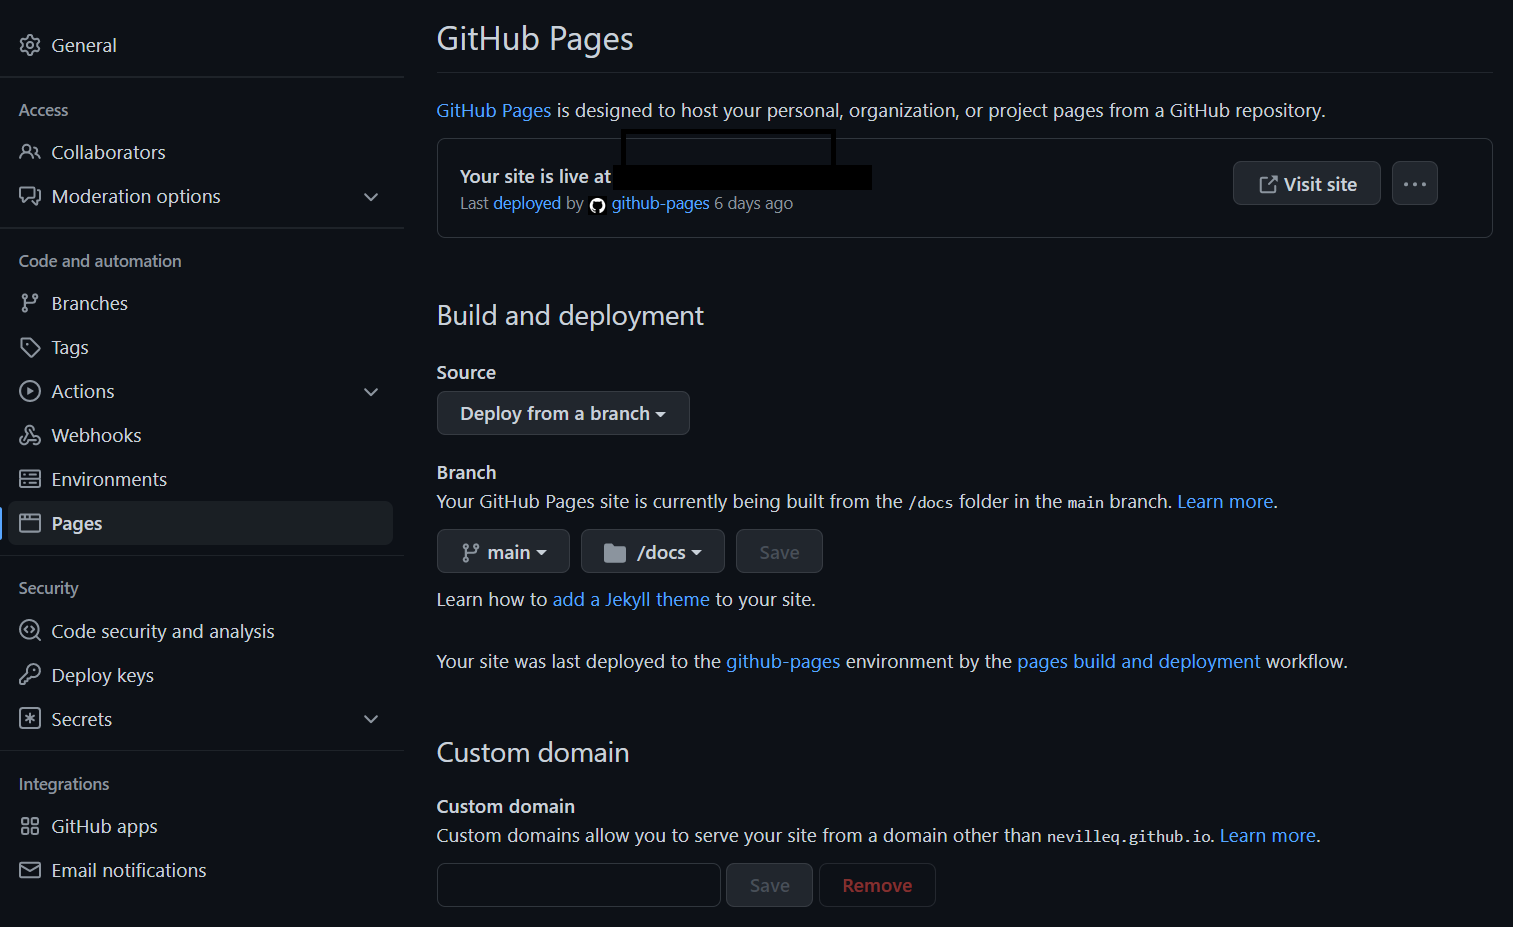 General
Access
Collaborators
Moderation options
Code and automation
Branches
Tags
Actions
Webhooks
Environments
Pages
Security
Code security and analysis
Deploy keys
Secrets
Integrations
GitHub apps
Email notifications
GitHub Pages
GitHub Pages is designed to host your personal, organization, or project pages from a GitHub repository.
Your site is live at
Last deployed by github-pages 6 days ago
Visit site
Build and deployment
Source
Deploy from a branch
Branch
Your GitHub Pages site is currently being built from the /docs folder in the main branch. Learn more.
main /docs Save
Learn how to add a Jekyll theme to your site.
Your site was last deployed to the github-pages environment by the pages build and deployment workflow.
Custom domain
Custom domain
Custom domains allow you to serve your site from a domain other than nevilleq.github.io. Learn more.
Save Remove